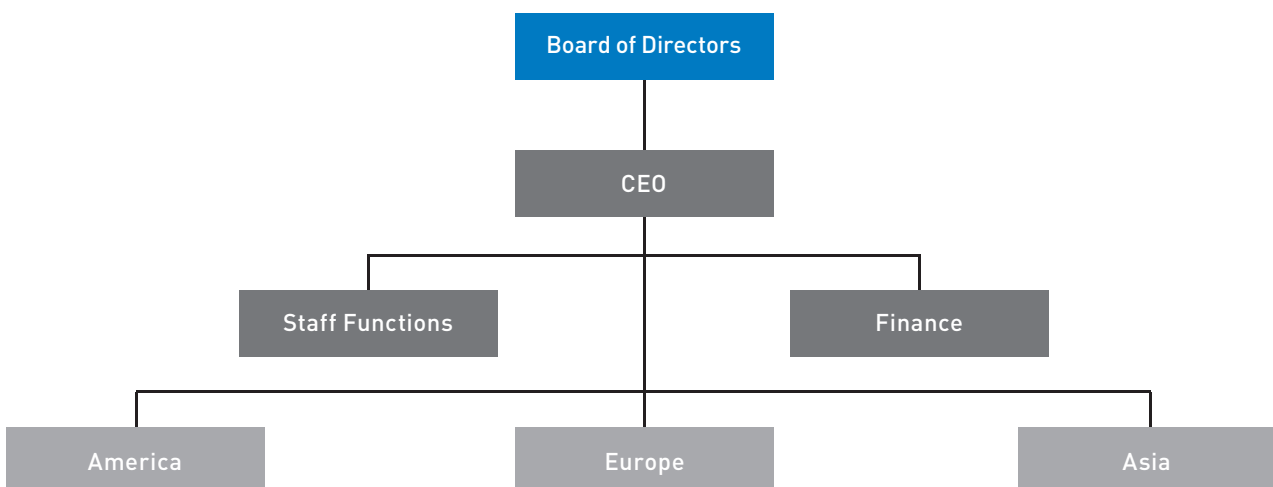 Board of Directors
CEO
Staff Functions
Finance
America
Europe
Asia